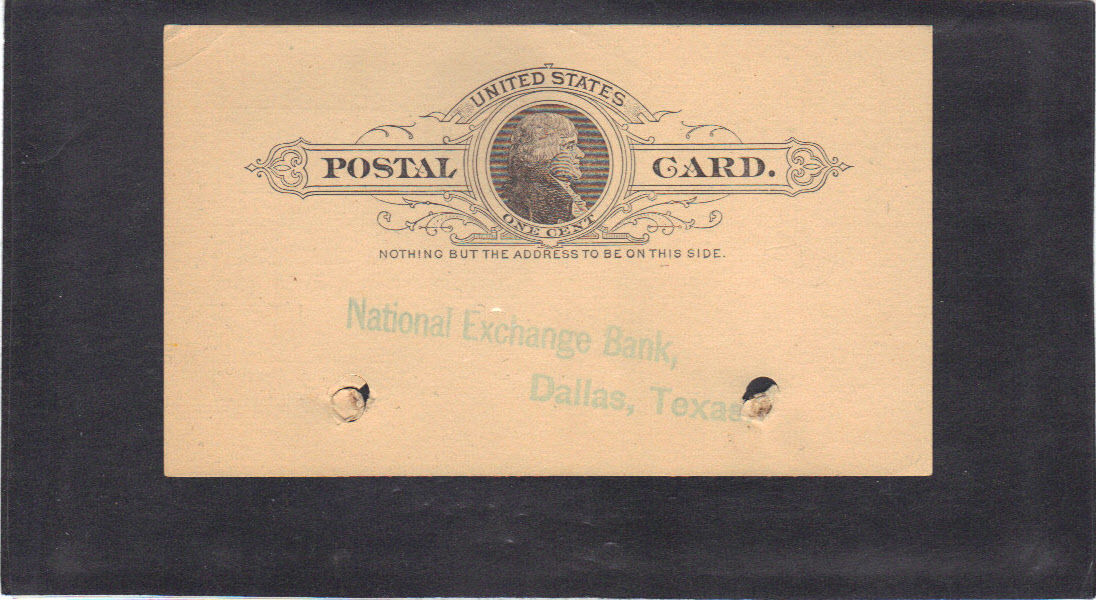 UNITED STATES
POSTAL CARD.
ONE CENT
NOTHING BUT THE ADDRESS TO BE ON THIS SIDE.
National Exchange Bank,
Dallas, Texas